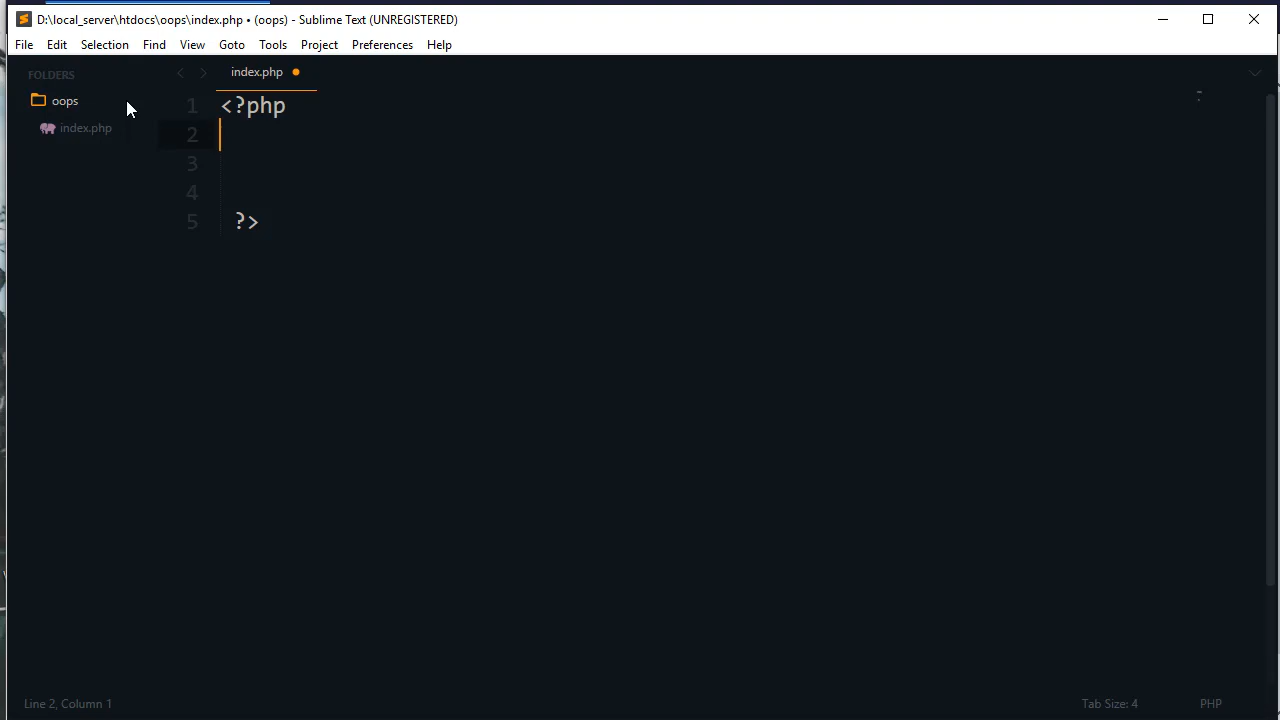 D:\local_server\htdocs\oops\index.php • (oops) - Sublime Text (UNREGISTERED)
File Edit Selection Find View Goto Tools Project Preferences Help
FOLDERS
oops
index.php
index.php
1 <?php
2
3
4
5 ?>
Line 2, Column 1
Tab Size: 4
PHP